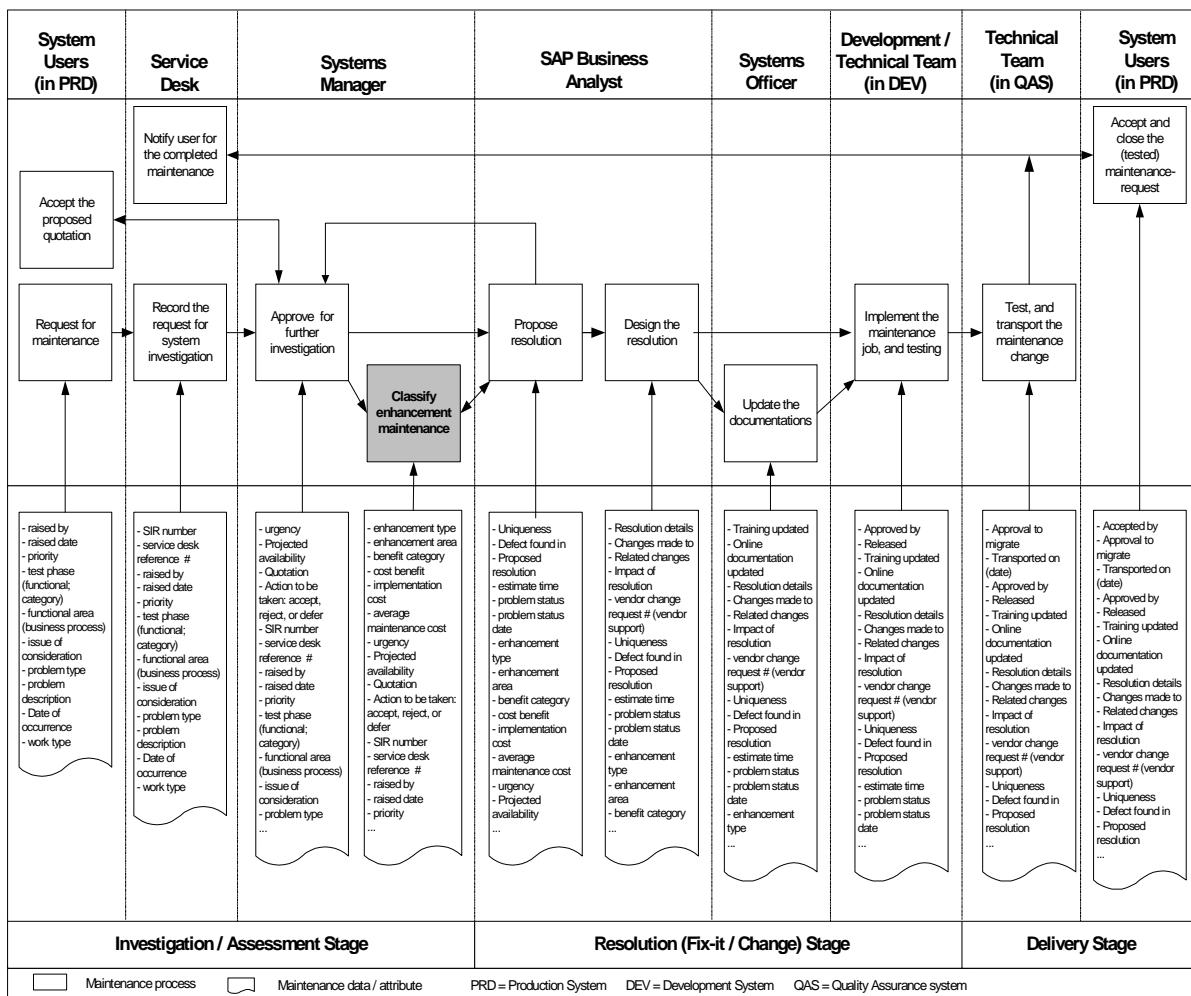 System
Users
(in PRD)
Service
Desk
Systems
Manager
SAP Business
Analyst
Systems
Officer
Development /
Technical Team
(in DEV)
Technical
Team
(in QAS)
System
Users
(in PRD)
Notify user for
the completed
maintenance
Accept and
close the
(tested)
maintenance-
request
Accept the
proposed
quotation
Request for
maintenance
Record the
request for
system
investigation
Approve for
further
investigation
Propose
resolution
Design the
resolution
Implement the
maintenance
job, and testing
Test, and
transport the
maintenance
change
Classify
enhancement
maintenance
Update the
documentations
- raised by
- raised date
- priority
- test phase
(functional;
category)
- functional area
(business process)
- issue of
consideration
- problem type
- problem
description
- Date of
occurrence
- work type
- SIR number
- service desk
reference #
- raised by
- raised date
- priority
- test phase
(functional;
category)
- functional area
(business process)
- issue of
consideration
- problem type
- problem
description
- Date of
occurrence
- work type
- urgency
- Projected
availability
- Quotation
- Action to be
taken: accept,
reject, or defer
- SIR number
- service desk
reference #
- raised by
- raised date
- priority
- test phase
(functional;
category)
- functional area
(business process)
- issue of
consideration
- problem type
...
- enhancement type
- enhancement area
- benefit category
- cost benefit
- implementation
cost
- average
maintenance cost
- urgency
- Projected
availability
- Quotation
- Action to be taken:
accept, reject, or
defer
- SIR number
- service desk
reference #
- raised by
- raised date
- priority
...
- Uniqueness
- Defect found in
- Proposed
resolution
- estimate time
- problem status
- problem status
date
- enhancement
type
- enhancement
area
- benefit category
- cost benefit
- implementation
cost
- average
maintenance cost
- urgency
- Projected
availability
...
- Resolution details
- Changes made to
- Related changes
- Impact of
resolution
- vendor change
request # (vendor
support)
- Uniqueness
- Defect found in
- Proposed
resolution
- estimate time
- problem status
- problem status
date
- enhancement
type
- enhancement
area
- benefit category
...
- Training updated
- Online
documentation
updated
- Resolution details
- Changes made to
- Related changes
- Impact of
resolution
- vendor change
request # (vendor
support)
- Uniqueness
- Defect found in
- Proposed
resolution
- estimate time
- problem status
- problem status
date
- enhancement
type
...
- Approved by
- Released
- Training updated
- Online
documentation
updated
- Resolution details
- Changes made to
- Related changes
- Impact of
resolution
- vendor change
request # (vendor
support)
- Uniqueness
- Defect found in
- Proposed
resolution
- estimate time
- problem status
- problem status
date
...
- Approval to
migrate
- Transported on
(date)
- Approved by
- Released
- Training updated
- Online
documentation
updated
- Resolution details
- Changes made to
- Related changes
- Impact of
resolution
- vendor change
request # (vendor
support)
- Uniqueness
- Defect found in
- Proposed
resolution
...
- Accepted by
- Approval to
migrate
- Transported on
(date)
- Approved by
- Released
- Training updated
- Online
documentation
updated
- Resolution details
- Changes made to
- Related changes
- Impact of
resolution
- vendor change
request # (vendor
support)
- Uniqueness
- Defect found in
- Proposed
resolution
...
Investigation / Assessment Stage
Resolution (Fix-it / Change) Stage
Delivery Stage
Maintenance process
Maintenance data / attribute
PRD = Production System
DEV = Development System
QAS = Quality Assurance system